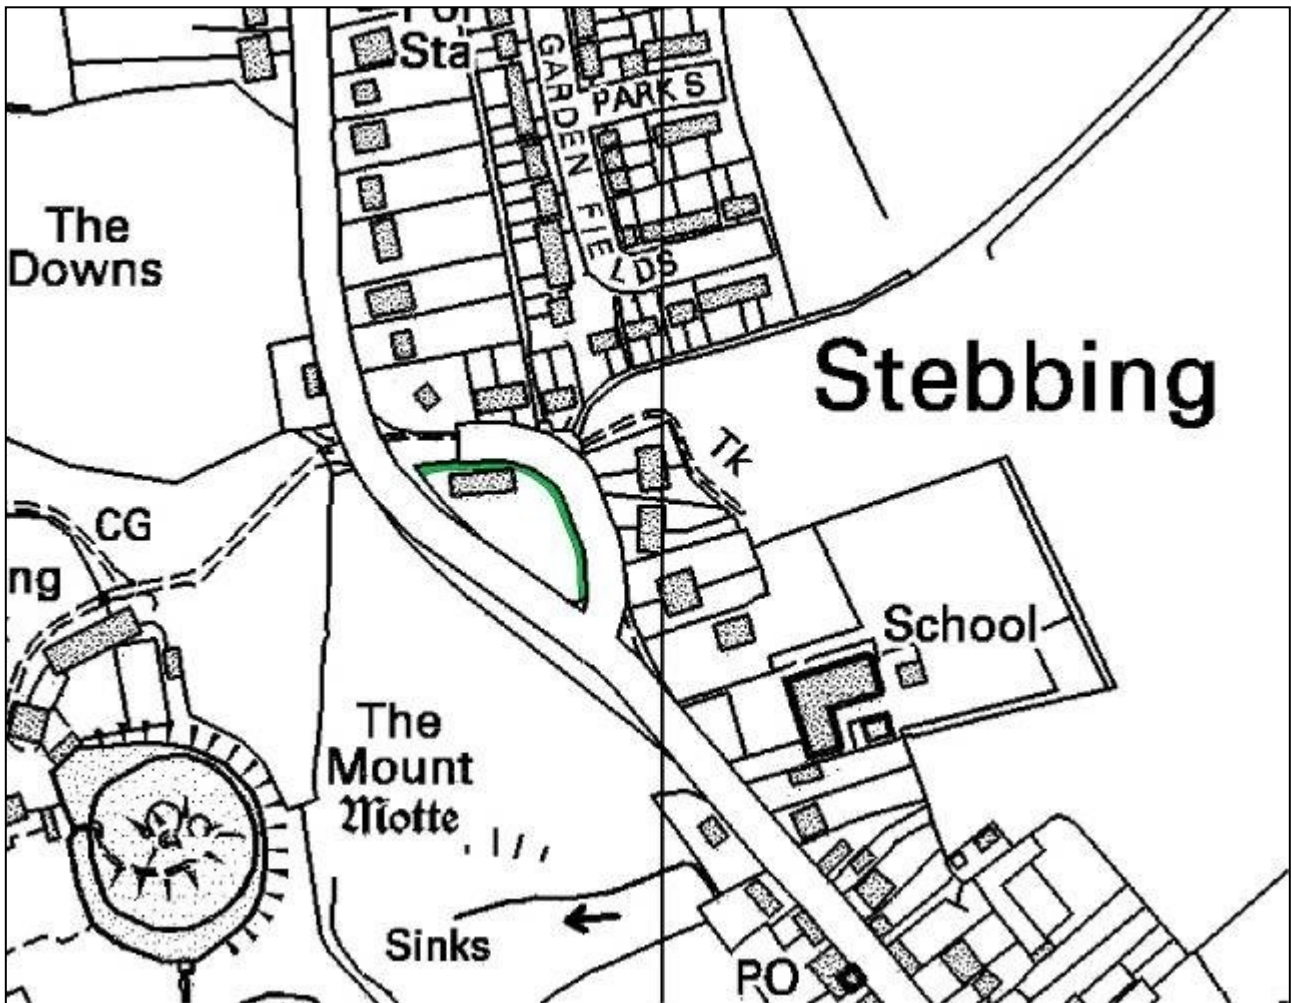 Sta
GARDEN FIELDS
PARKS
The
Downs
Stebbing
Tk
CG
ng
School
The
Mount
Motte
Sinks
PO